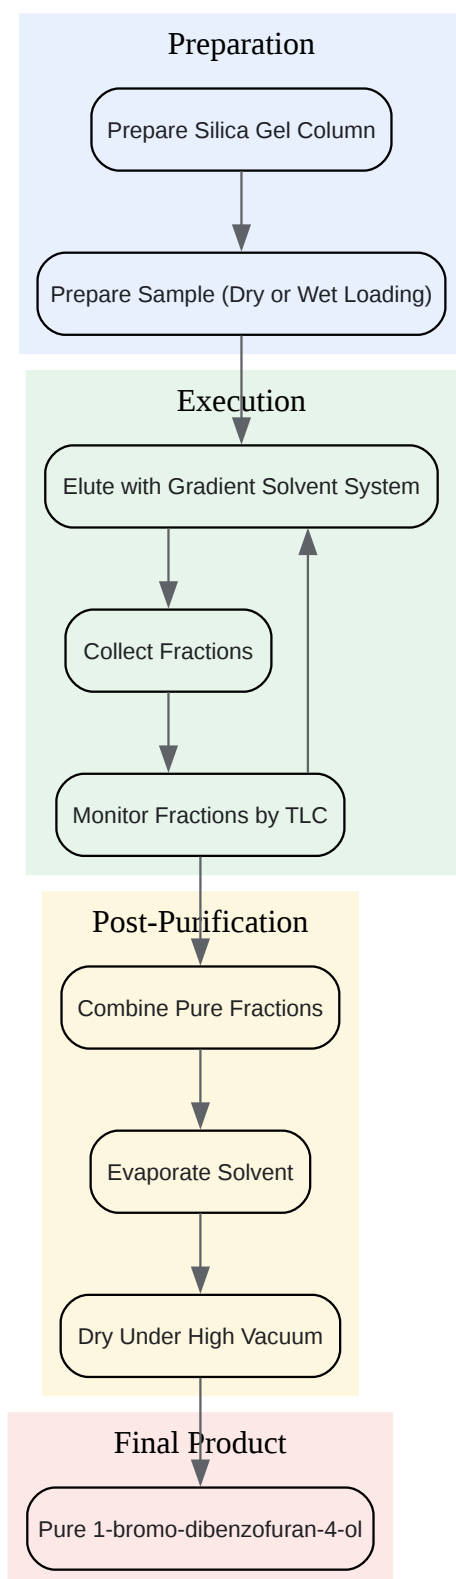 Preparation
Prepare Silica Gel Column
Prepare Sample (Dry or Wet Loading)
Execution
Elute with Gradient Solvent System
Collect Fractions
Monitor Fractions by TLC
Post-Purification
Combine Pure Fractions
Evaporate Solvent
Dry Under High Vacuum
Final Product
Pure 1-bromo-dibenzofuran-4-ol